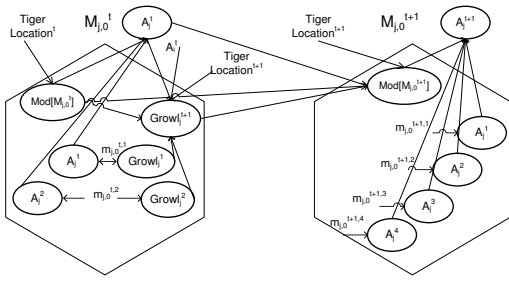 Tiger
Location^t
M_{j,0}^t
A_j^t
A_i^t
Tiger
Location^{t+1}
Mod[M_{j,0}^t]
Growl_j^{t+1}
A_j^1
m_{j,0}^{t,1}
Growl_j^1
A_j^2
m_{j,0}^{t,2}
Growl_j^2
Tiger
Location^{t+1}
M_{j,0}^{t+1}
A_j^{t+1}
Mod[M_{j,0}^{t+1}]
m_{j,0}^{t+1,1}
A_j^1
m_{j,0}^{t+1,2}
A_j^2
m_{j,0}^{t+1,3}
A_j^3
m_{j,0}^{t+1,4}
A_j^4